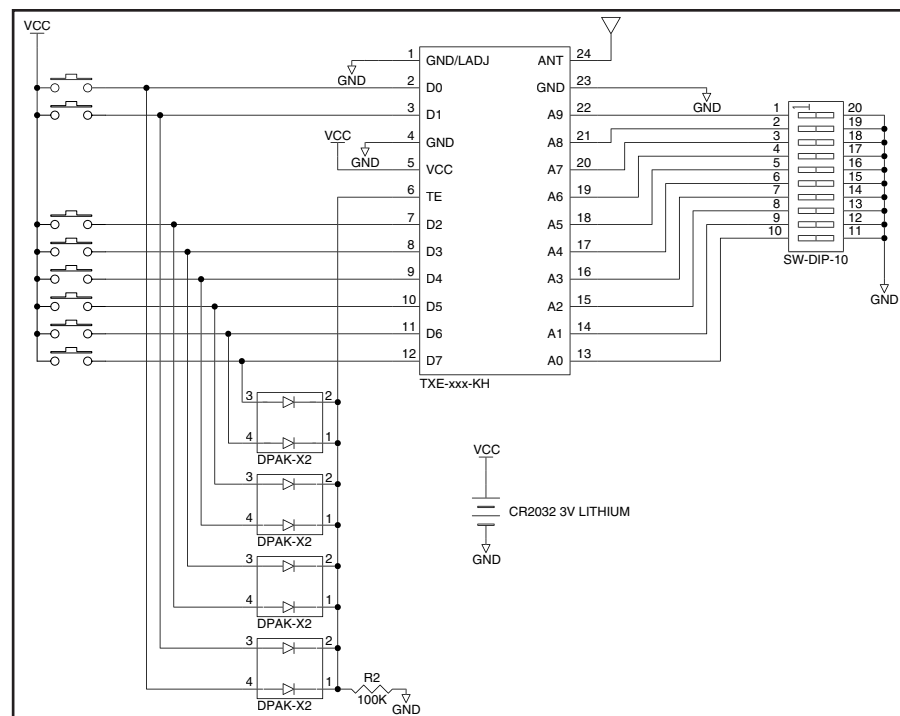 VCC
1 GND/LADJ ANT 24
GND
2 D0 GND 23
GND
3 D1 A9 22
1 20
2 19
4 GND A8 21
VCC
GND
3 18
5 VCC A7 20
4 17
5 16
6 TE A6 19
6 15
7 14
7 D2 A5 18
8 13
9 12
8 D3 A4 17
10 11
SW-DIP-10
9 D4 A3 16
GND
10 D5 A2 15
11 D6 A1 14
12 D7 A0 13
TXE-xxx-KH
3 2
4 1
DPAK-X2
VCC
3 2
CR2032 3V LITHIUM
4 1
DPAK-X2
GND
3 2
4 1
DPAK-X2
3 2
4 1
DPAK-X2
R2
100K
GND